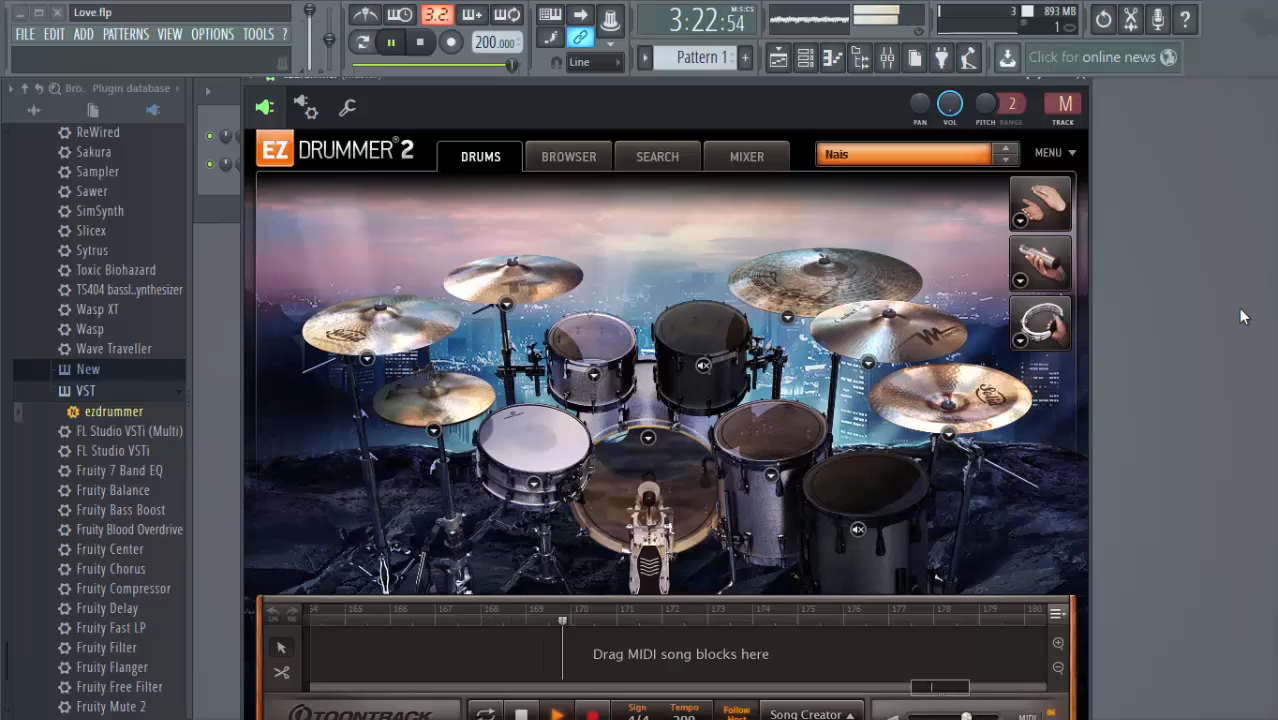 Love.flp
FILE EDIT ADD PATTERNS VIEW OPTIONS TOOLS ?
3.2
200.000
Line
3:22:54
M:S:CS
Pattern 1
3
893 MB
1
Click for online news
Bro.. Plugin database
ReWired
Sakura
Sampler
Sawer
SimSynth
Slicex
Sytrus
Toxic Biohazard
TS404 bassl..ynthesizer
Wasp XT
Wasp
Wave Traveller
New
VST
ezdrummer
FL Studio VSTi (Multi)
FL Studio VSTi
Fruity 7 Band EQ
Fruity Balance
Fruity Bass Boost
Fruity Blood Overdrive
Fruity Center
Fruity Chorus
Fruity Compressor
Fruity Delay
Fruity Fast LP
Fruity Filter
Fruity Flanger
Fruity Free Filter
Fruity Mute 2
PAN VOL PITCH RANGE 2 M TRACK
EZ DRUMMER® 2
DRUMS BROWSER SEARCH MIXER
Nais
MENU
165 166 167 168 169 170 171 172 173 174 175 176 177 178 179 180
Drag MIDI song blocks here
TOONTRACK
Sign
4/4
Tempo
200
Follow
Host
Song Creator
MIDI
IN